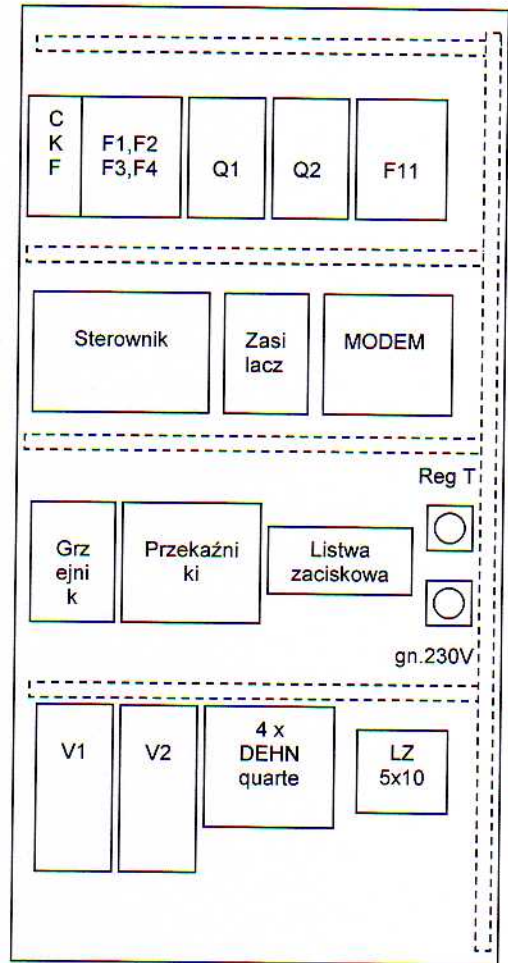 C
K
F
F1,F2
F3,F4
Q1
Q2
F11
Sterownik
Zasi
lacz
MODEM
Reg T
Grz
ejni
k
Przekaźni
ki
Listwa
zaciskowa
gn.230V
V1
V2
4 x
DEHN
quarte
LZ
5x10